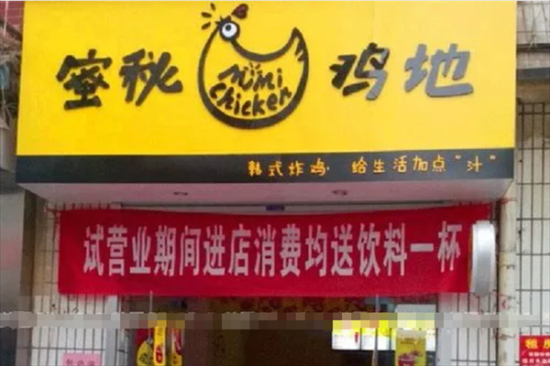 蜜秘 mimi chicken 鸡地
韩式炸鸡·给生活加点“汁”
试营业期间进店消费均送饮料一杯